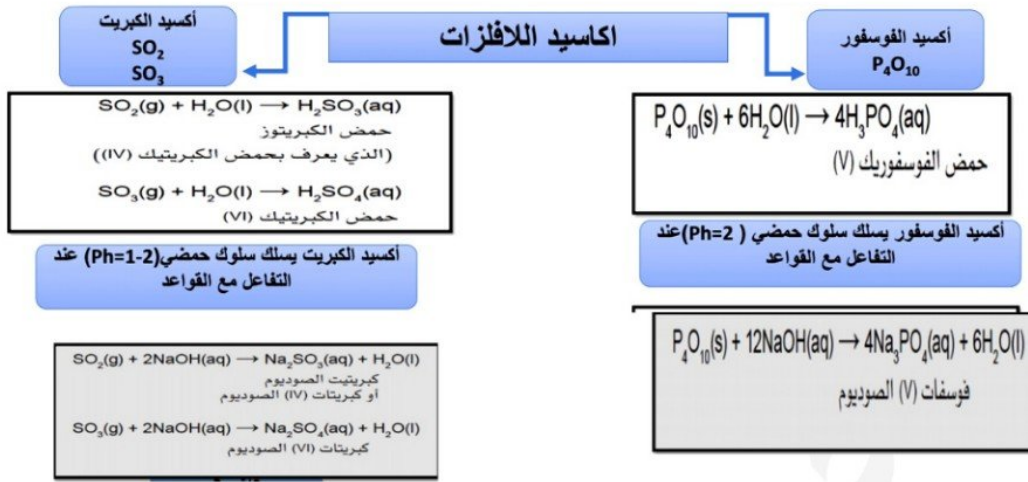 اكاسيد اللافلزات
أكسيد الفوسفور
P₄O₁₀
P₄O₁₀(s) + 6H₂O(l) → 4H₃PO₄(aq)
حمض الفوسفوريك (V)
أكسيد الفوسفور يسلك سلوك حمضي (Ph=2 )عند
التفاعل مع القواعد
P₄O₁₀(s) + 12NaOH(aq) → 4Na₃PO₄(aq) + 6H₂O(l)
فوسفات (V) الصوديوم
أكسيد الكبريت
SO₂
SO₃
SO₂(g) + H₂O(l) → H₂SO₃(aq)
حمض الكبريتوز
(الذي يعرف بحمض الكبريتيك (IV))
SO₃(g) + H₂O(l) → H₂SO₄(aq)
حمض الكبريتيك (VI)
أكسيد الكبريت يسلك سلوك حمضي(Ph=1-2) عند
التفاعل مع القواعد
SO₂(g) + 2NaOH(aq) → Na₂SO₃(aq) + H₂O(l)
كبريتيت الصوديوم
أو كبريتات (IV) الصوديوم
SO₃(g) + 2NaOH(aq) → Na₂SO₄(aq) + H₂O(l)
كبريتات (VI) الصوديوم